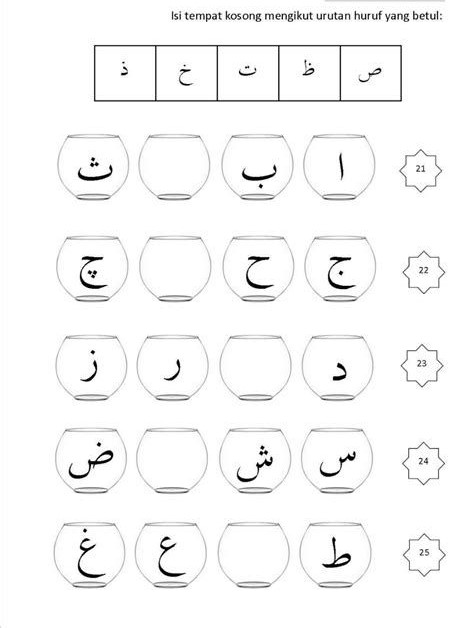 Isi tempat kosong mengikut urutan huruf yang betul:
ص ظ ت خ ذ
21 ا ب ث
22 ج ح چ
23 د ر ز
24 س ش ض
25 ط ع غ